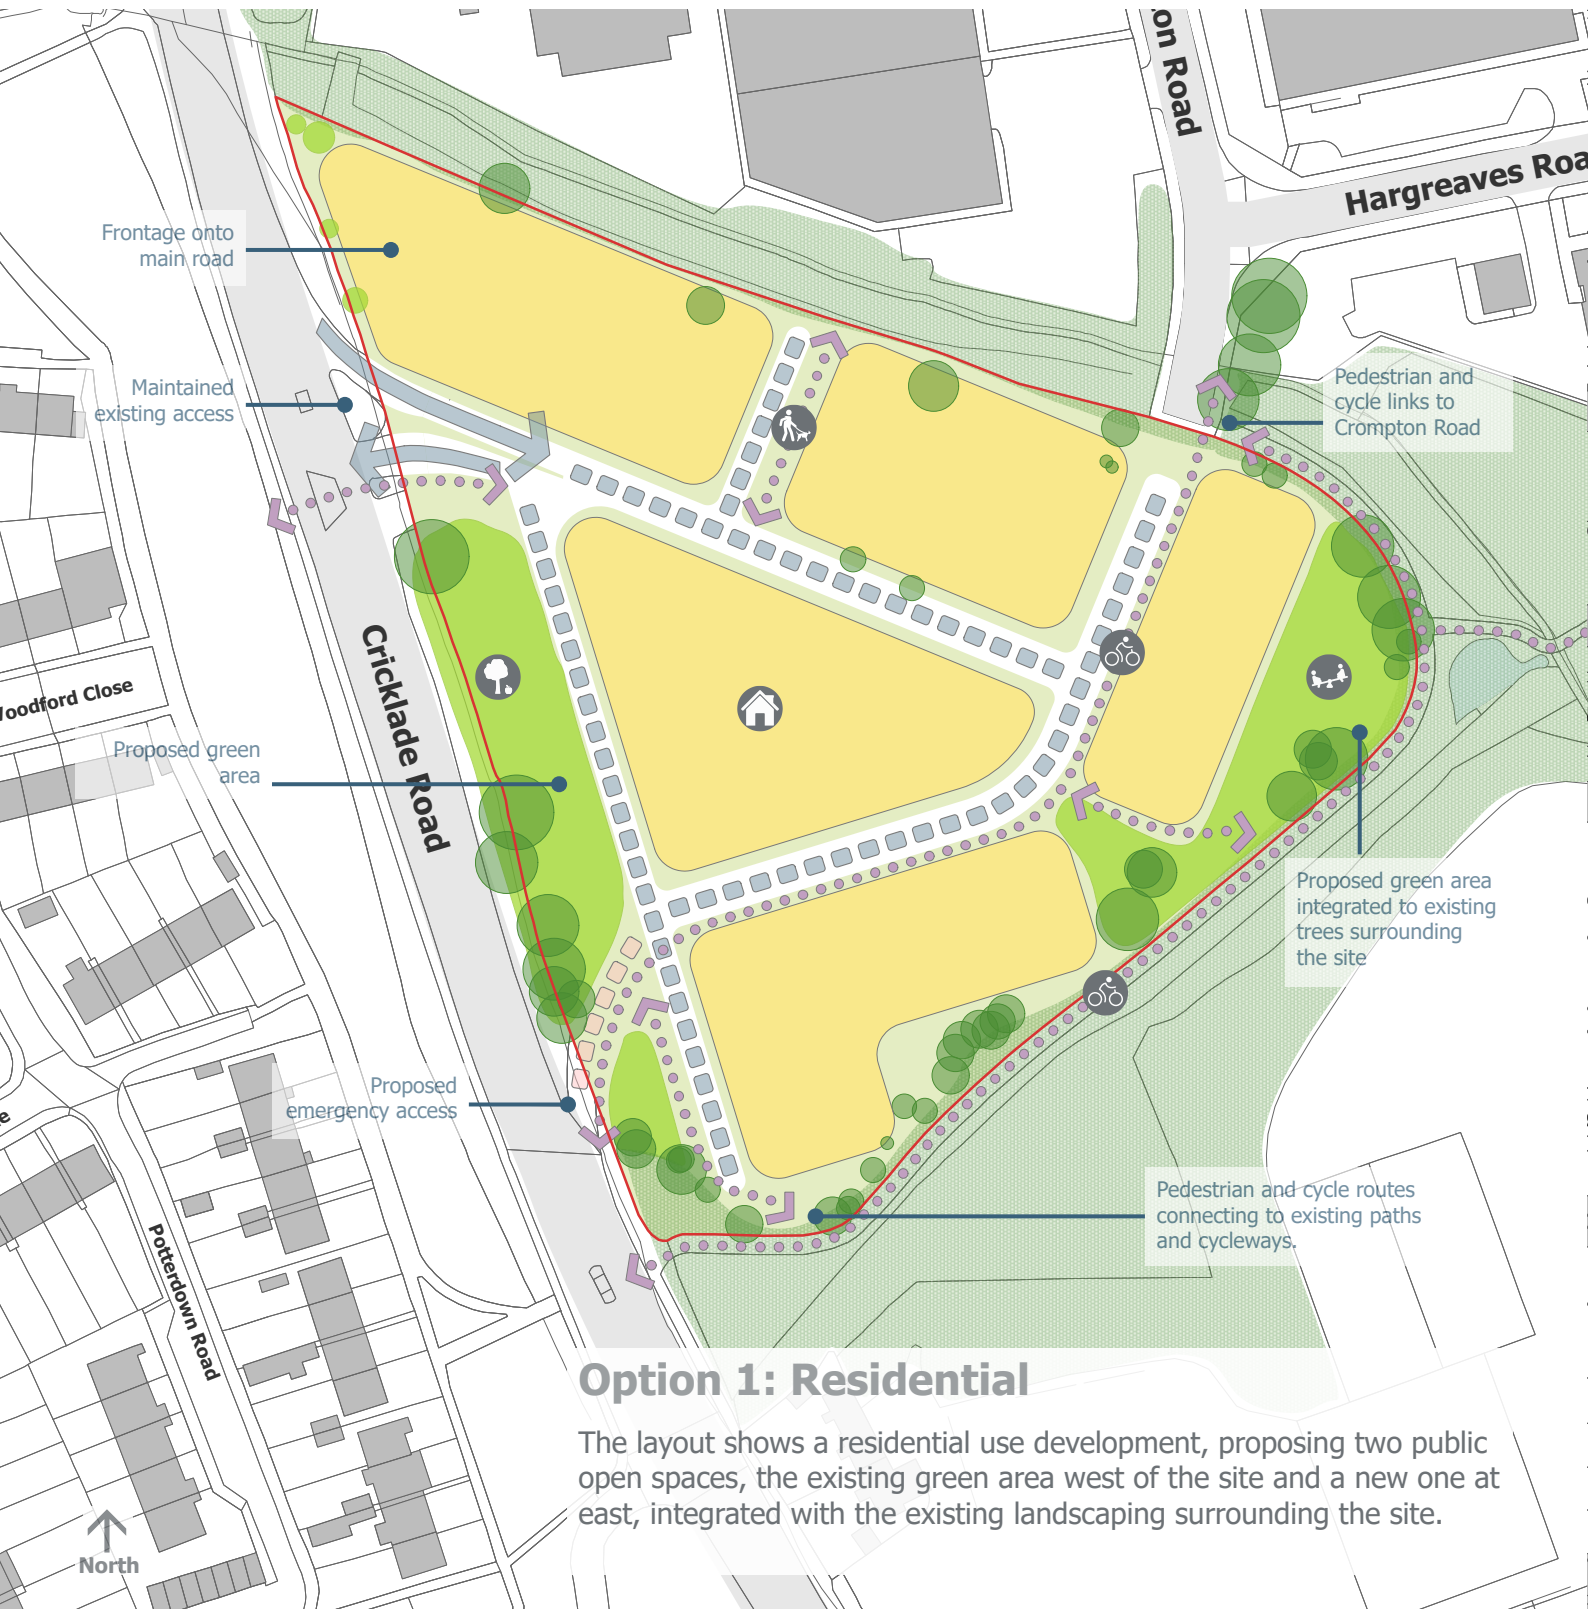 on Road
Hargreaves Roa
Frontage onto
main road
Maintained
existing access
Pedestrian and
cycle links to
Crompton Road
Cricklade Road
oodford Close
Proposed green
area
Proposed green area
integrated to existing
trees surrounding
the site
Proposed
emergency access
Pedestrian and cycle routes
connecting to existing paths
and cycleways.
Potterdown Road
Option 1: Residential
The layout shows a residential use development, proposing two public
open spaces, the existing green area west of the site and a new one at
east, integrated with the existing landscaping surrounding the site.
North